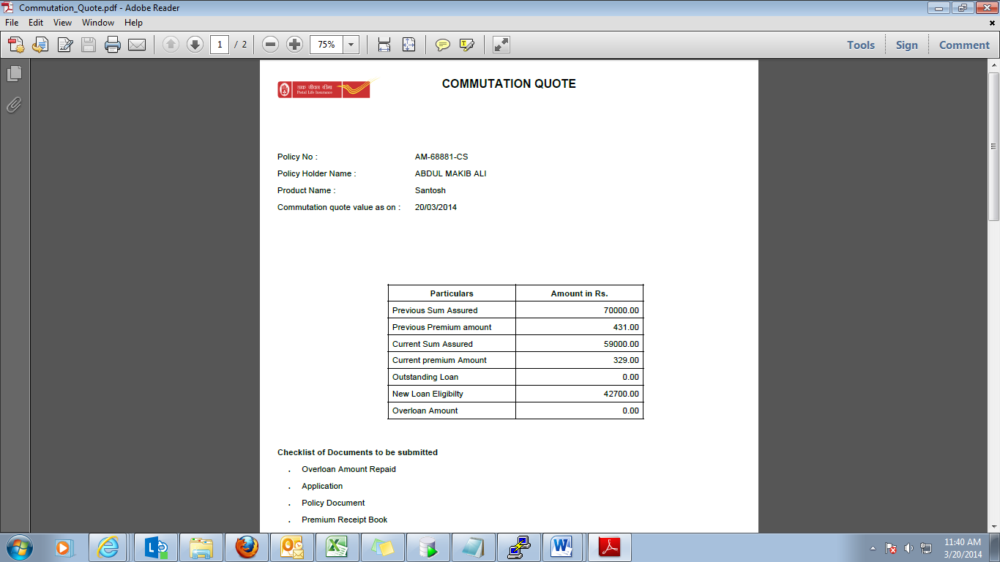 Commutation_Quote.pdf - Adobe Reader
File Edit View Window Help
1 / 2 75% Tools Sign Comment
डाक जीवन बीमा
Postal Life Insurance
COMMUTATION QUOTE
Policy No : AM-68881-CS
Policy Holder Name : ABDUL MAKIB ALI
Product Name : Santosh
Commutation quote value as on : 20/03/2014
Particulars Amount in Rs.
Previous Sum Assured 70000.00
Previous Premium amount 431.00
Current Sum Assured 59000.00
Current premium Amount 329.00
Outstanding Loan 0.00
New Loan Eligibilty 42700.00
Overloan Amount 0.00
Checklist of Documents to be submitted
. Overloan Amount Repaid
. Application
. Policy Document
. Premium Receipt Book
11:40 AM
3/20/2014